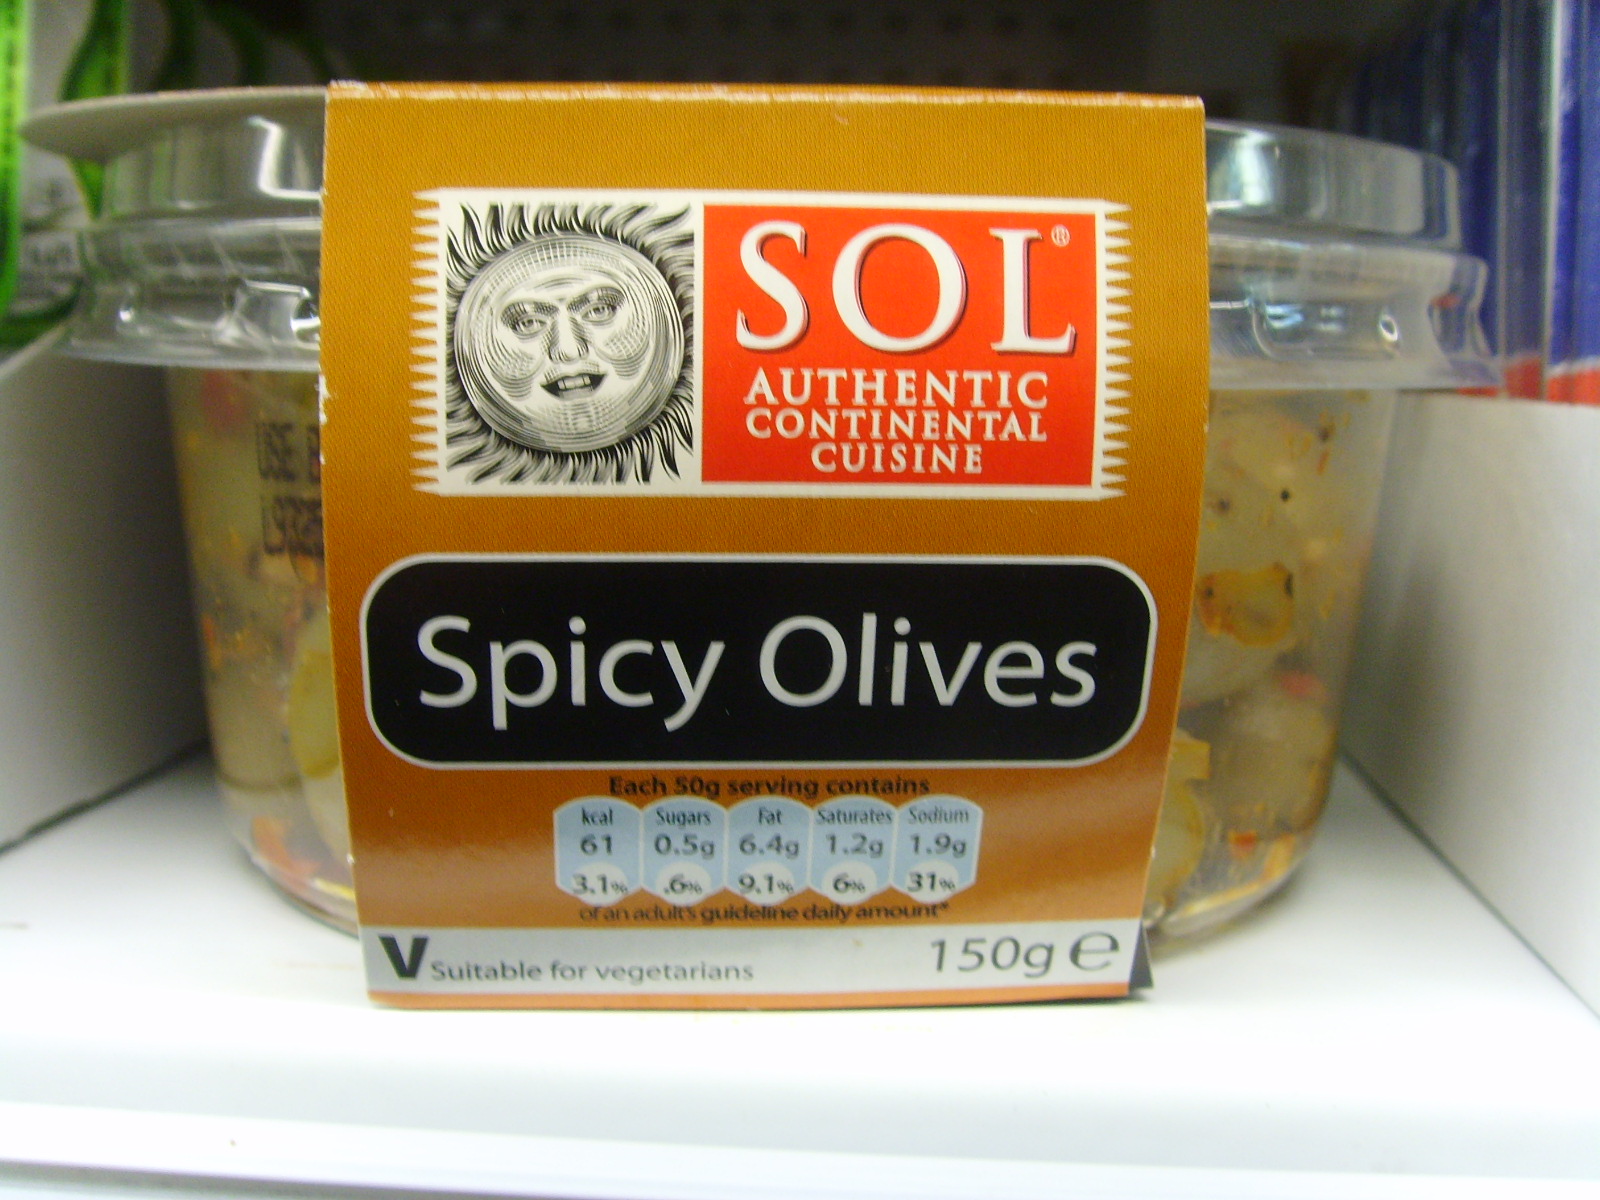 SOL®
AUTHENTIC
CONTINENTAL
CUISINE
USE
Spicy Olives
Each 50g serving contains
kcal Sugars Fat Saturates Sodium
61 0.5g 6.4g 1.2g 1.9g
3.1% .6% 9.1% 6% 31%
of an adult's guideline daily amount*
V Suitable for vegetarians 150g e